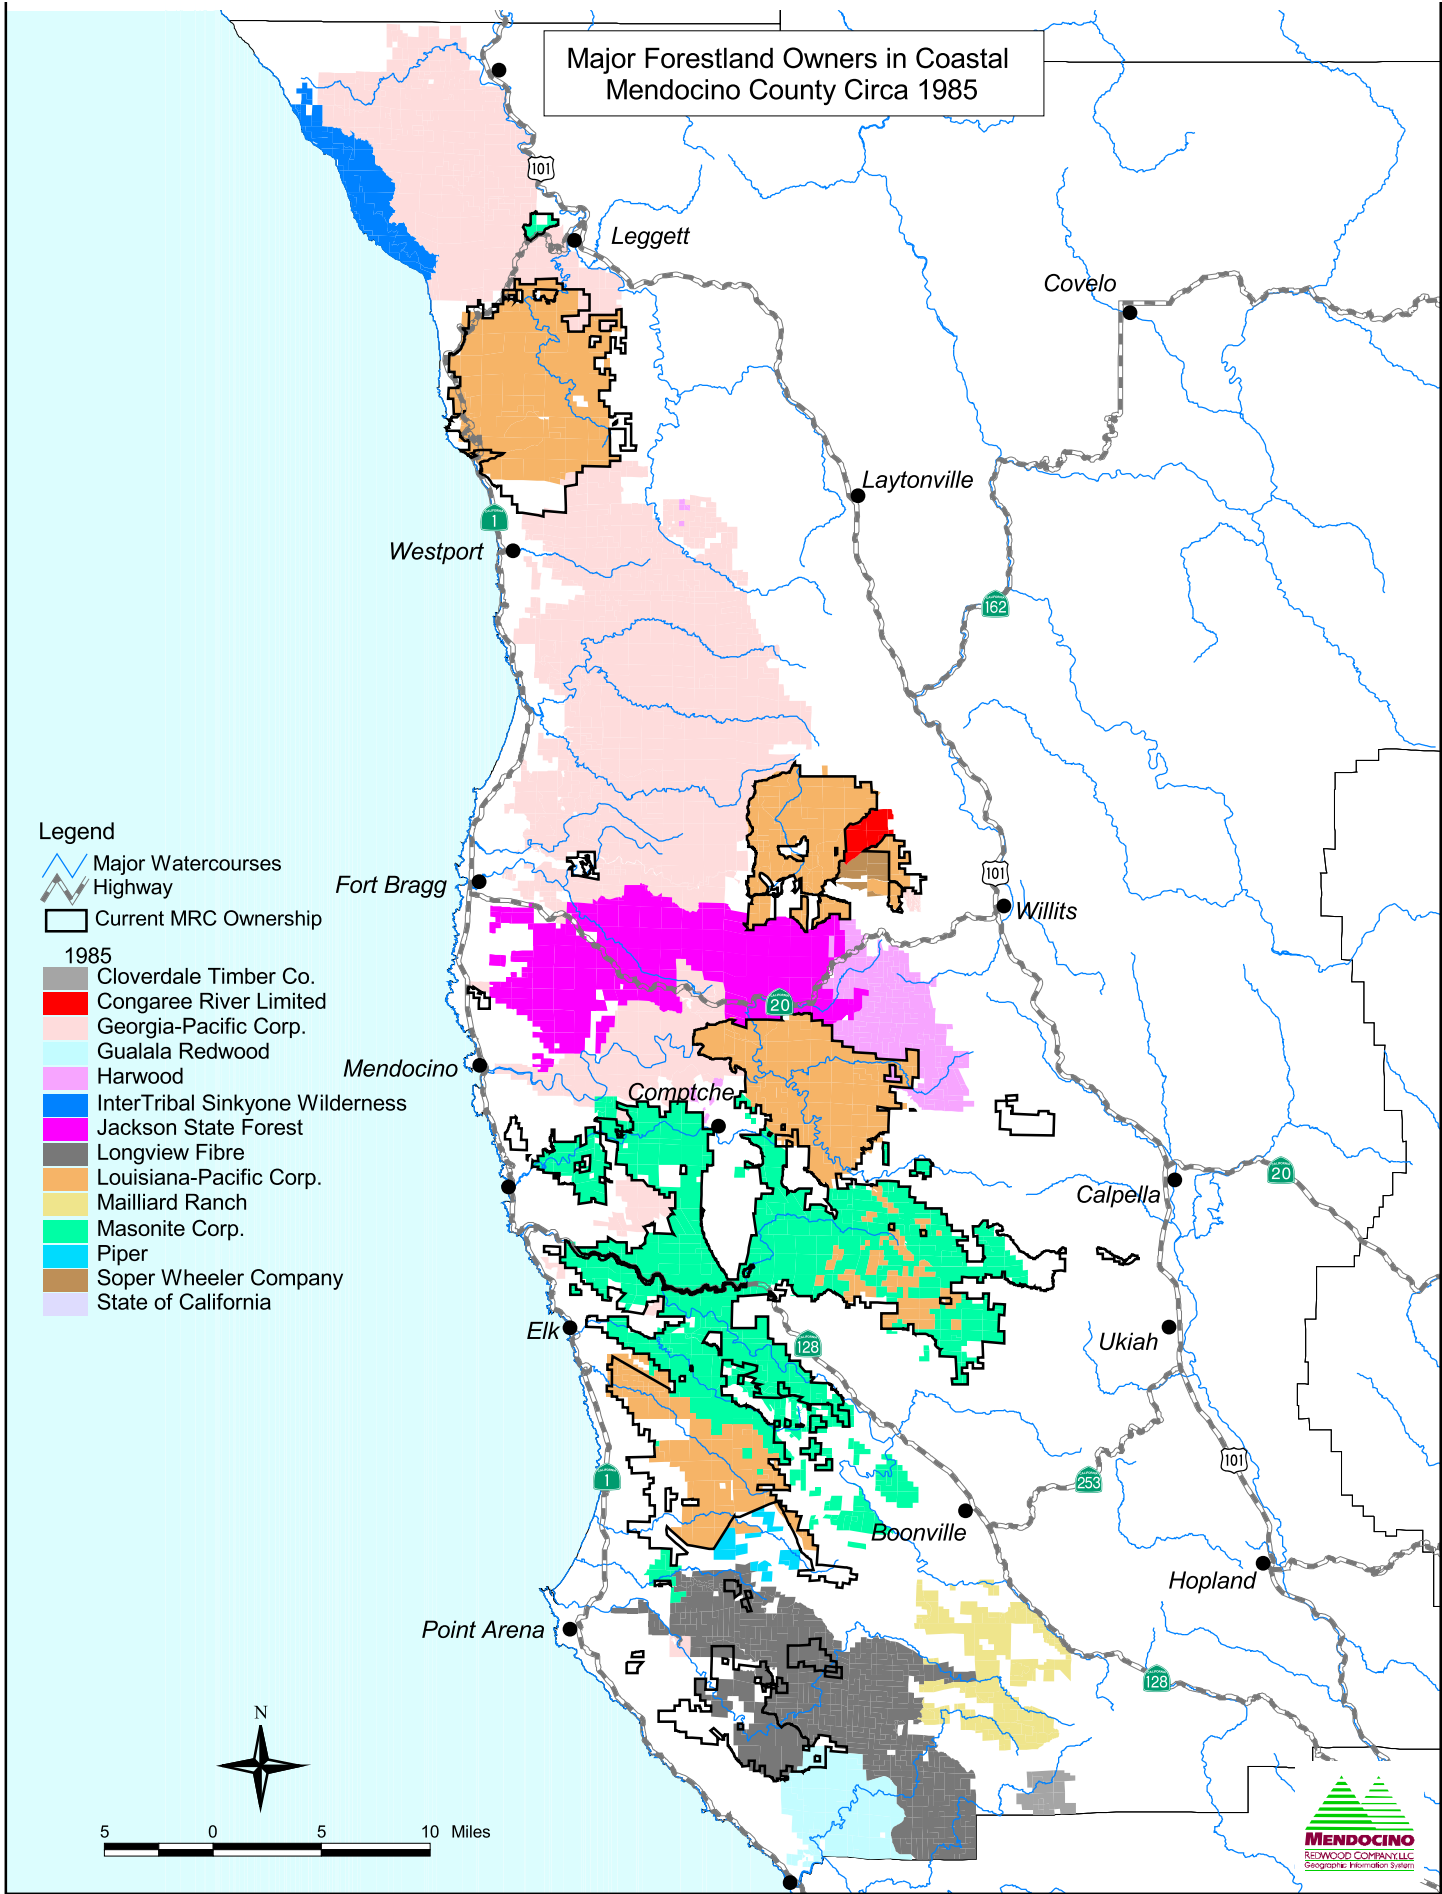 Major Forestland Owners in Coastal
Mendocino County Circa 1985
101
Leggett
Covelo
Laytonville
1
Westport
162
Legend
Major Watercourses
Highway
Current MRC Ownership
1985
Cloverdale Timber Co.
Congaree River Limited
Georgia-Pacific Corp.
Gualala Redwood
Harwood
InterTribal Sinkyone Wilderness
Jackson State Forest
Longview Fibre
Louisiana-Pacific Corp.
Mailliard Ranch
Masonite Corp.
Piper
Soper Wheeler Company
State of California
Fort Bragg
101
Willits
20
Mendocino
Comptche
Calpella
20
Elk
128
Ukiah
1
253
101
Boonville
Hopland
Point Arena
128
N
5 0 5 10 Miles
MENDOCINO
REDWOOD COMPANY, LLC
Geographic Information System